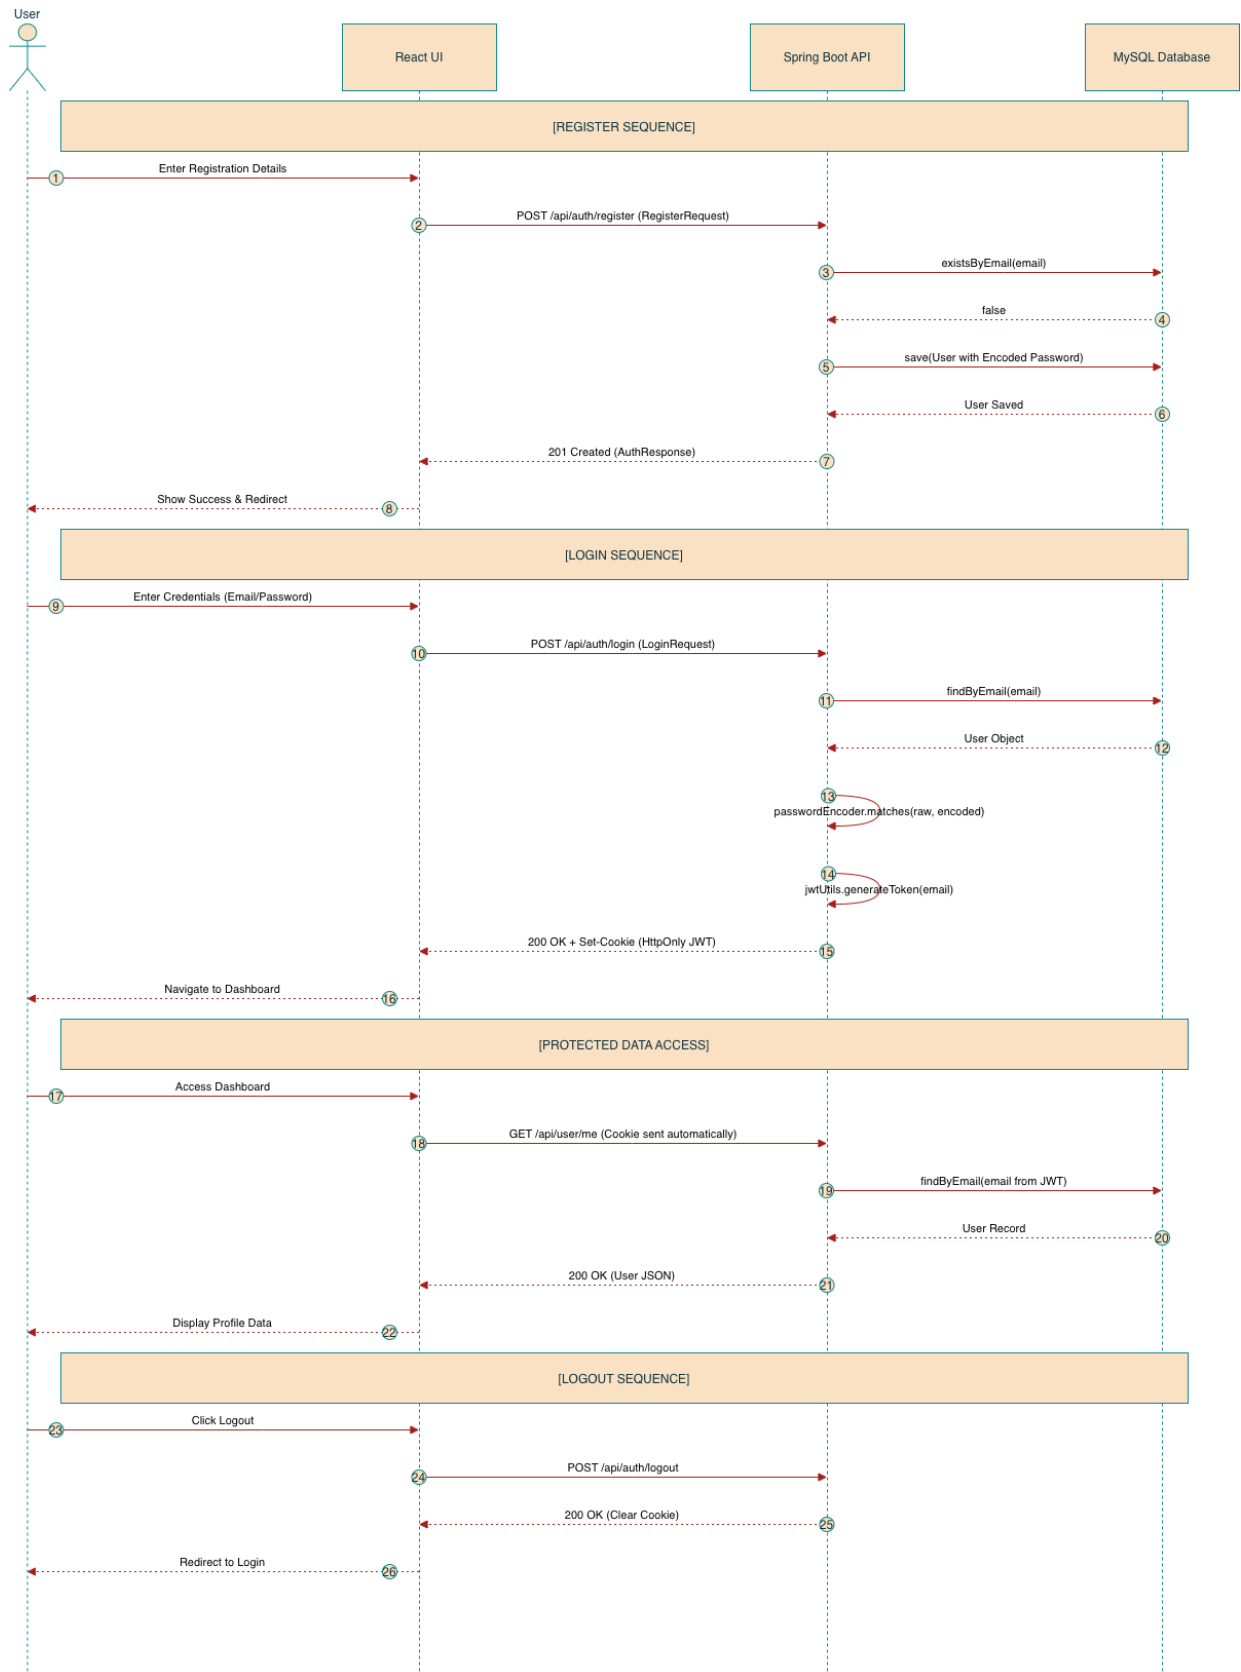 User
React UI
Spring Boot API
MySQL Database
[REGISTER SEQUENCE]
Enter Registration Details
1
POST /api/auth/register (RegisterRequest)
2
existsByEmail(email)
3
false
4
save(User with Encoded Password)
5
User Saved
6
201 Created (AuthResponse)
7
Show Success & Redirect
8
[LOGIN SEQUENCE]
Enter Credentials (Email/Password)
9
POST /api/auth/login (LoginRequest)
10
findByEmail(email)
11
User Object
12
13
passwordEncoder.matches(raw, encoded)
14
jwtUtils.generateToken(email)
200 OK + Set-Cookie (HttpOnly JWT)
15
Navigate to Dashboard
16
[PROTECTED DATA ACCESS]
Access Dashboard
17
GET /api/user/me (Cookie sent automatically)
18
findByEmail(email from JWT)
19
User Record
20
200 OK (User JSON)
21
Display Profile Data
22
[LOGOUT SEQUENCE]
Click Logout
23
POST /api/auth/logout
24
200 OK (Clear Cookie)
25
Redirect to Login
26